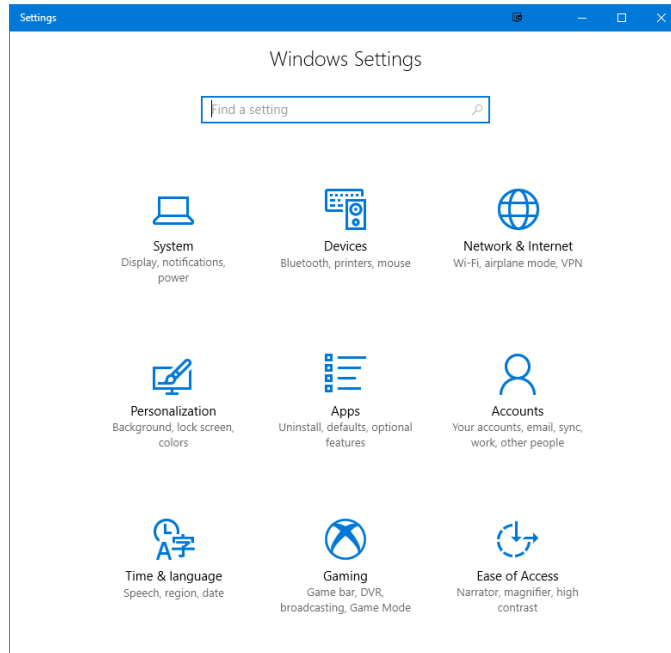 Settings
Windows Settings
Find a setting
System
Display, notifications,
power
Devices
Bluetooth, printers, mouse
Network & Internet
Wi-Fi, airplane mode, VPN
Personalization
Background, lock screen,
colors
Apps
Uninstall, defaults, optional
features
Accounts
Your accounts, email, sync,
work, other people
A字
Time & language
Speech, region, date
Gaming
Game bar, DVR,
broadcasting, Game Mode
Ease of Access
Narrator, magnifier, high
contrast